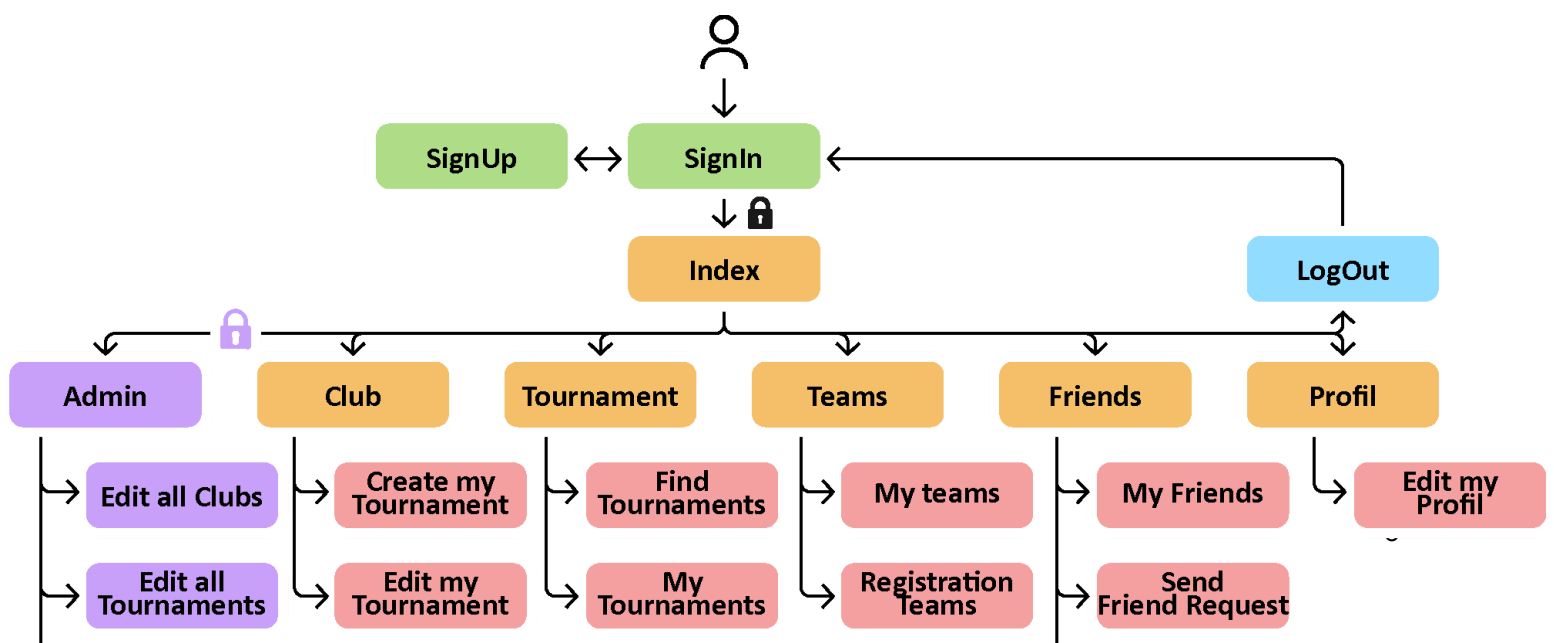 SignUp
SignIn
Index
LogOut
Admin
Club
Tournament
Teams
Friends
Profil
Edit all Clubs
Create my
Tournament
Find
Tournaments
My teams
My Friends
Edit my
Profil
Edit all
Tournaments
Edit my
Tournament
My
Tournaments
Registration
Teams
Send
Friend Request